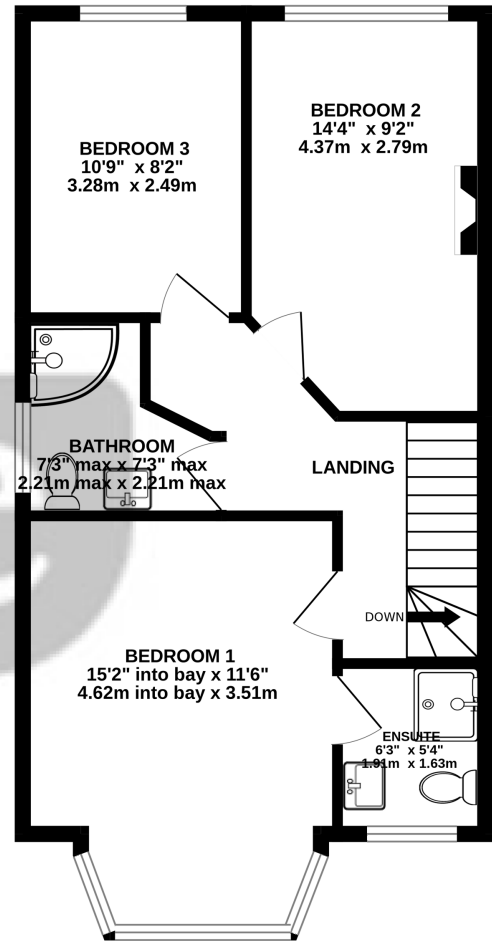 BEDROOM 2
14'4" x 9'2"
4.37m x 2.79m
BEDROOM 3
10'9" x 8'2"
3.28m x 2.49m
BATHROOM
7'3" max x 7'3" max
2.21m max x 2.21m max
LANDING
DOWN
BEDROOM 1
15'2" into bay x 11'6"
4.62m into bay x 3.51m
ENSUITE
6'3" x 5'4"
1.91m x 1.63m